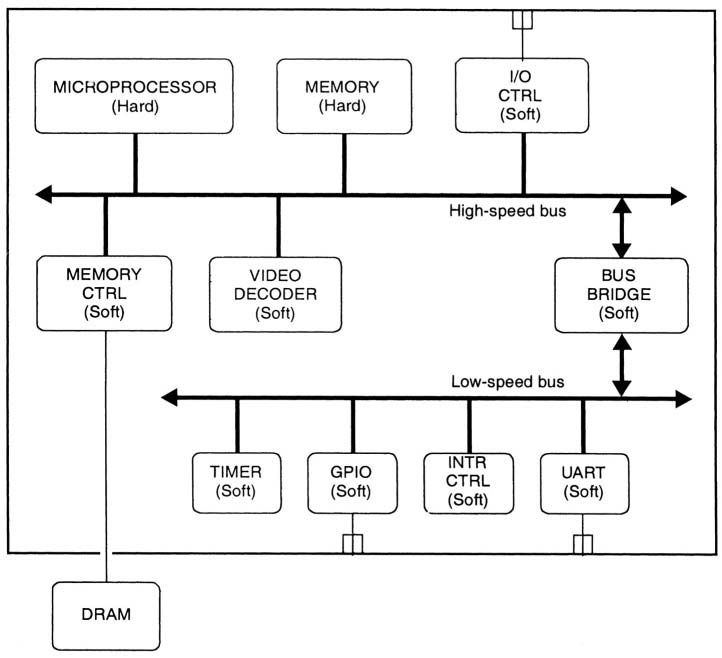 MICROPROCESSOR
(Hard)
MEMORY
(Hard)
I/O
CTRL
(Soft)
High-speed bus
MEMORY
CTRL
(Soft)
VIDEO
DECODER
(Soft)
BUS
BRIDGE
(Soft)
Low-speed bus
TIMER
(Soft)
GPIO
(Soft)
INTR
CTRL
(Soft)
UART
(Soft)
DRAM